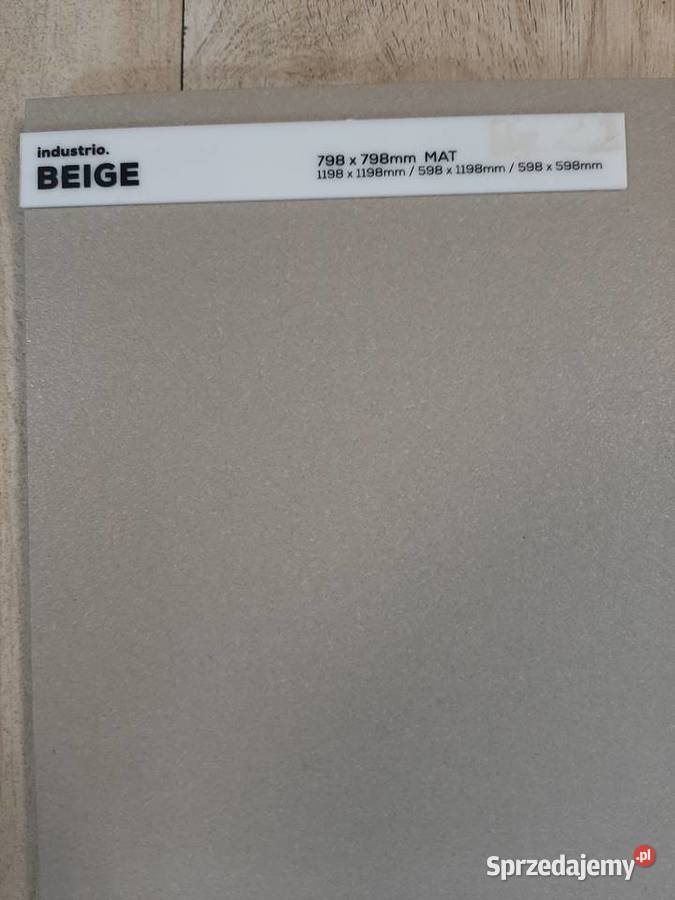 industrio.
BEIGE
798 x 798mm MAT
1198 x 1198mm / 598 x 1198mm / 598 x 598mm
Sprzedajemy.pl